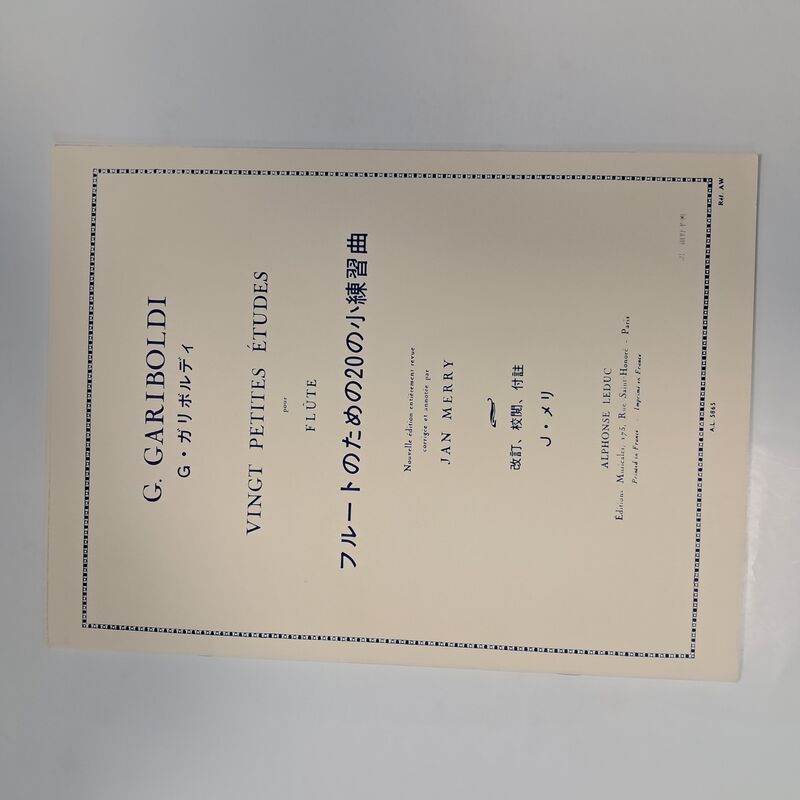 G. GARIBOLDI
G・ガリボルディ
VINGT PETITES ÉTUDES
pour
FLÛTE
フルートのための20の小練習曲
Nouvelle édition entièrement revue
corrigée et annotée par
JAN MERRY
改訂、校閲、付註
J・メリ
ALPHONSE LEDUC
Éditions Musicales, 175, Rue Saint-Honoré - Paris
Printed in France - Imprimé en France
A.L. 5865
Rel. AW